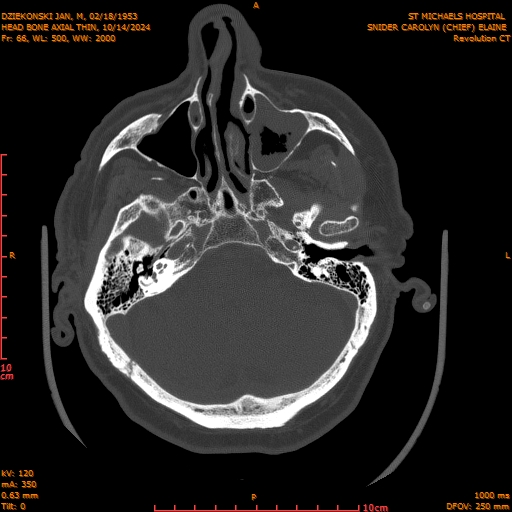 DZIEKONSKI JAN, M, 02/18/1953
HEAD BONE AXIAL THIN, 10/14/2024
Fr: 66, WL: 500, WW: 2000
A
ST MICHAELS HOSPITAL
SNIDER CAROLYN (CHIEF) ELAINE
Revolution CT
R
L
10
cm
kV: 120
mA: 350
0.63 mm
Tilt: 0
P
10cm
1000 ms
DFOV: 250 mm